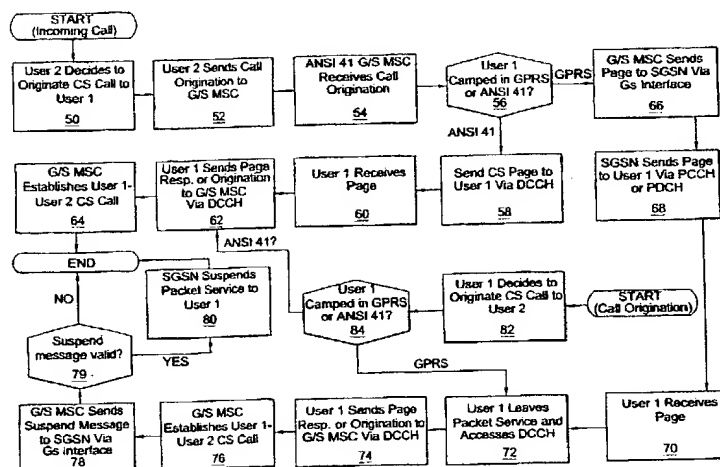 START
(Incoming Call)
User 2 Decides to
Originate CS Call to
User 1
50
User 2 Sends Call
Origination to
G/S MSC
52
ANSI 41 G/S MSC
Receives Call
Origination
54
User 1
Camped in GPRS
or ANSI 41?
56
GPRS
G/S MSC Sends
Page to SGSN Via
Gs Interface
66
ANSI 41
G/S MSC
Establishes User 1-
User 2 CS Call
64
User 1 Sends Page
Resp. or Origination
to G/S MSC
Via DCCH
62
User 1 Receives
Page
60
Send CS Page to
User 1 Via DCCH
58
SGSN Sends Page
to User 1 Via PCCH
or PDCH
68
END
ANSI 41?
SGSN Suspends
Packet Service to
User 1
80
User 1
Camped in GPRS
or ANSI 41?
84
User 1 Decides to
Originate CS Call to
User 2
82
START
(Call Origination)
NO
Suspend
message valid?
79
YES
GPRS
G/S MSC Sends
Suspend Message
to SGSN Via
Gs Interface
78
G/S MSC
Establishes User 1-
User 2 CS Call
76
User 1 Sends Page
Resp. or Origination to
G/S MSC Via DCCH
74
User 1 Leaves
Packet Service and
Accesses DCCH
72
User 1 Receives
Page
70